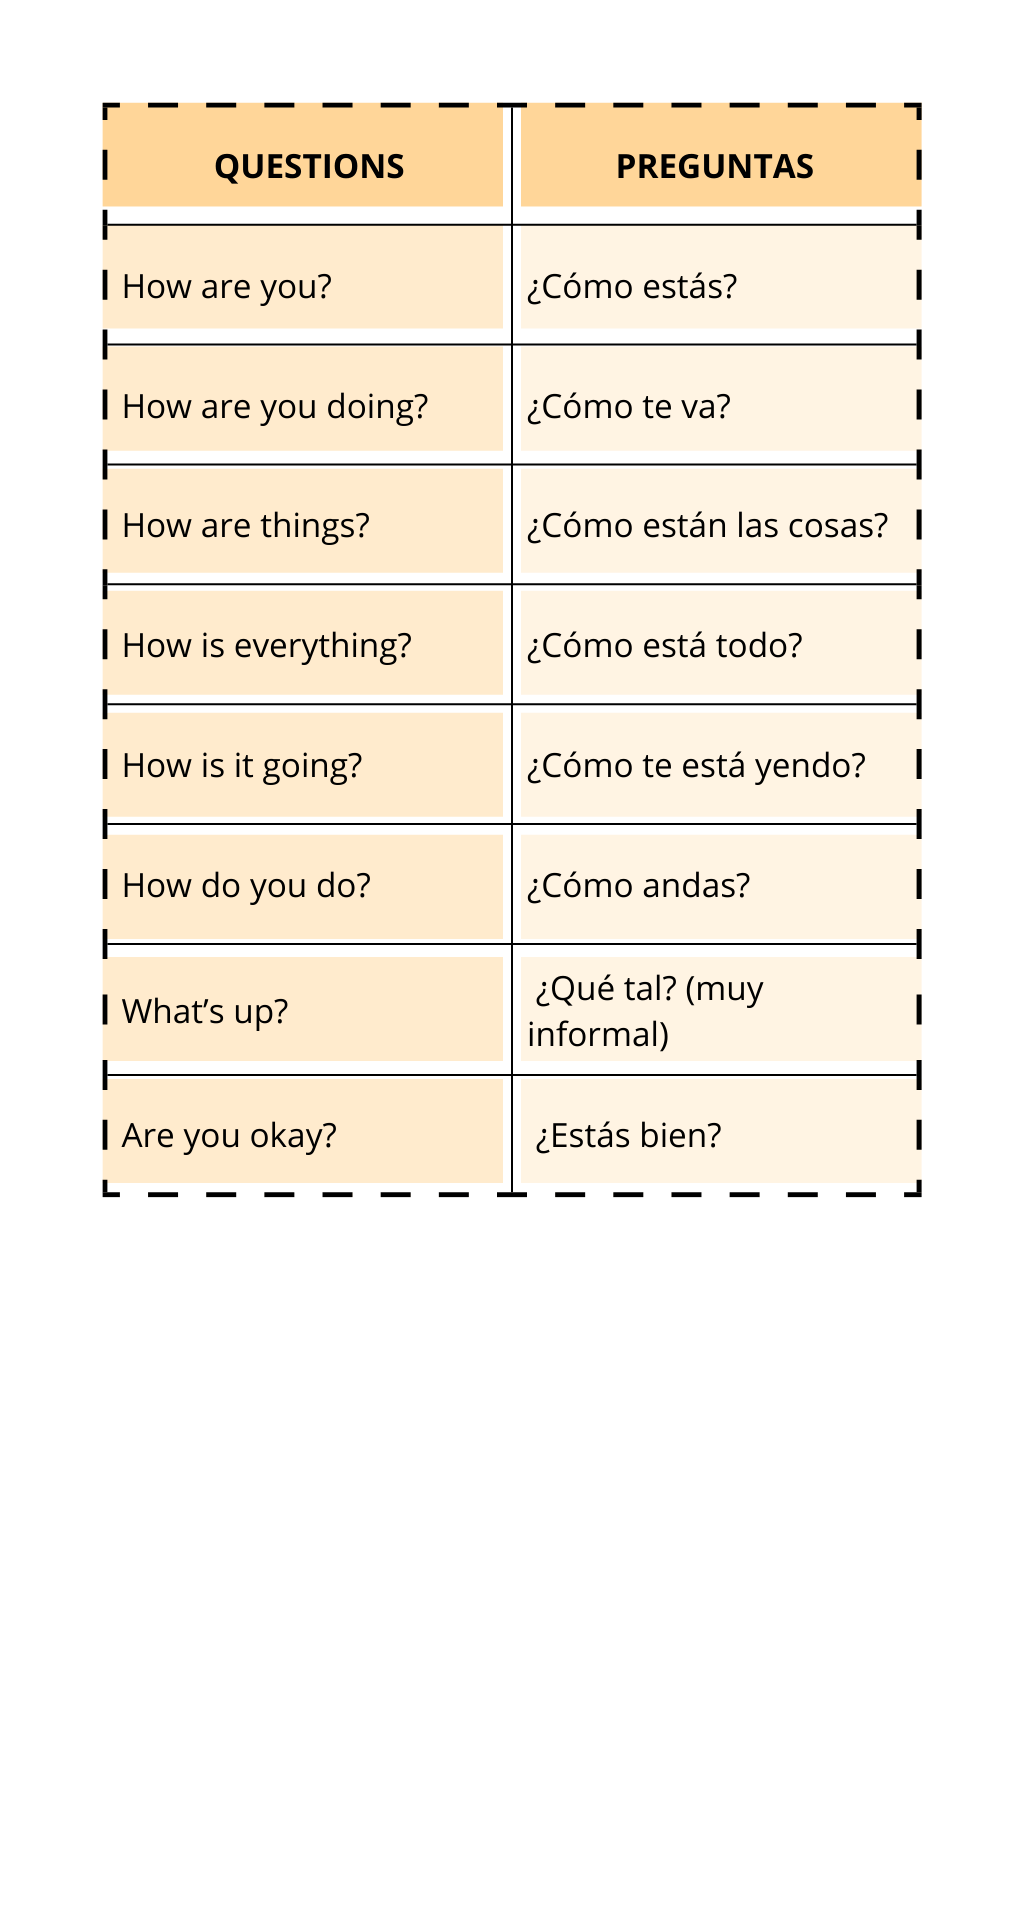 QUESTIONS PREGUNTAS
How are you? ¿Cómo estás?
How are you doing? ¿Cómo te va?
How are things? ¿Cómo están las cosas?
How is everything? ¿Cómo está todo?
How is it going? ¿Cómo te está yendo?
How do you do? ¿Cómo andas?
What’s up? ¿Qué tal? (muy
informal)
Are you okay? ¿Estás bien?